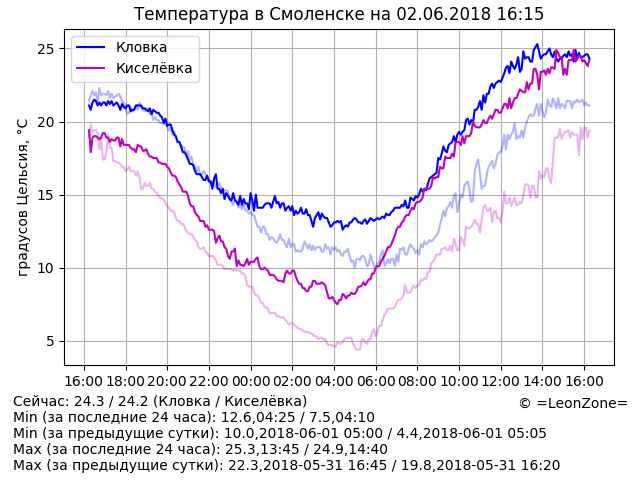 Температура в Смоленске на 02.06.2018 16:15
Кловка
Киселёвка
градусов Цельсия, °C
25
20
15
10
5
16:00 18:00 20:00 22:00 00:00 02:00 04:00 06:00 08:00 10:00 12:00 14:00 16:00
Сейчас: 24.3 / 24.2 (Кловка / Киселёвка)
© =LeonZone=
Min (за последние 24 часа): 12.6,04:25 / 7.5,04:10
Min (за предыдущие сутки): 10.0,2018-06-01 05:00 / 4.4,2018-06-01 05:05
Max (за последние 24 часа): 25.3,13:45 / 24.9,14:40
Max (за предыдущие сутки): 22.3,2018-05-31 16:45 / 19.8,2018-05-31 16:20